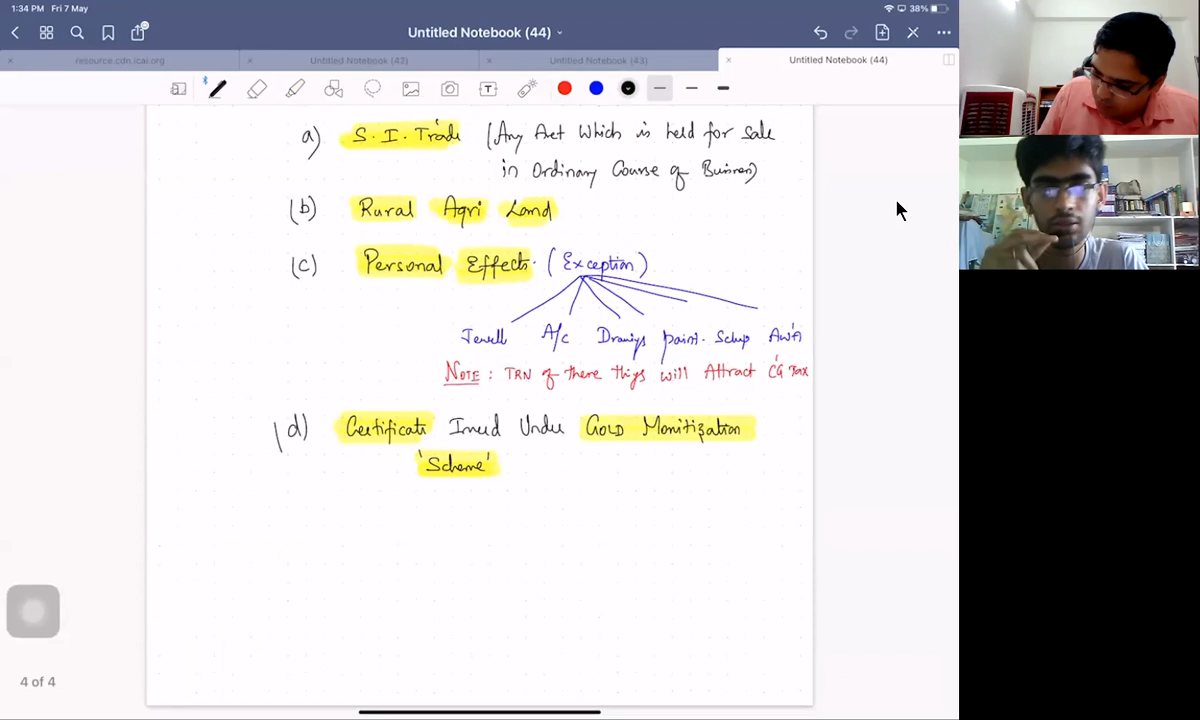 1:34 PM Fri 7 May
38%
Untitled Notebook (44)
resource.cdn.icai.org
Untitled Notebook (42)
Untitled Notebook (43)
Untitled Notebook (44)
T
a) S. I. Trade (Any Asset Which is held for Sale
in Ordinary Course of Business)
(b) Rural Agri Land
(c) Personal Effects. (Exception)
Jewell A/c Drawings paint. Sculp AWA
NOTE: TRN of these things will Attract CG Tax
(d) Certificate Issued Under GOLD Monitization
'Scheme'
4 of 4